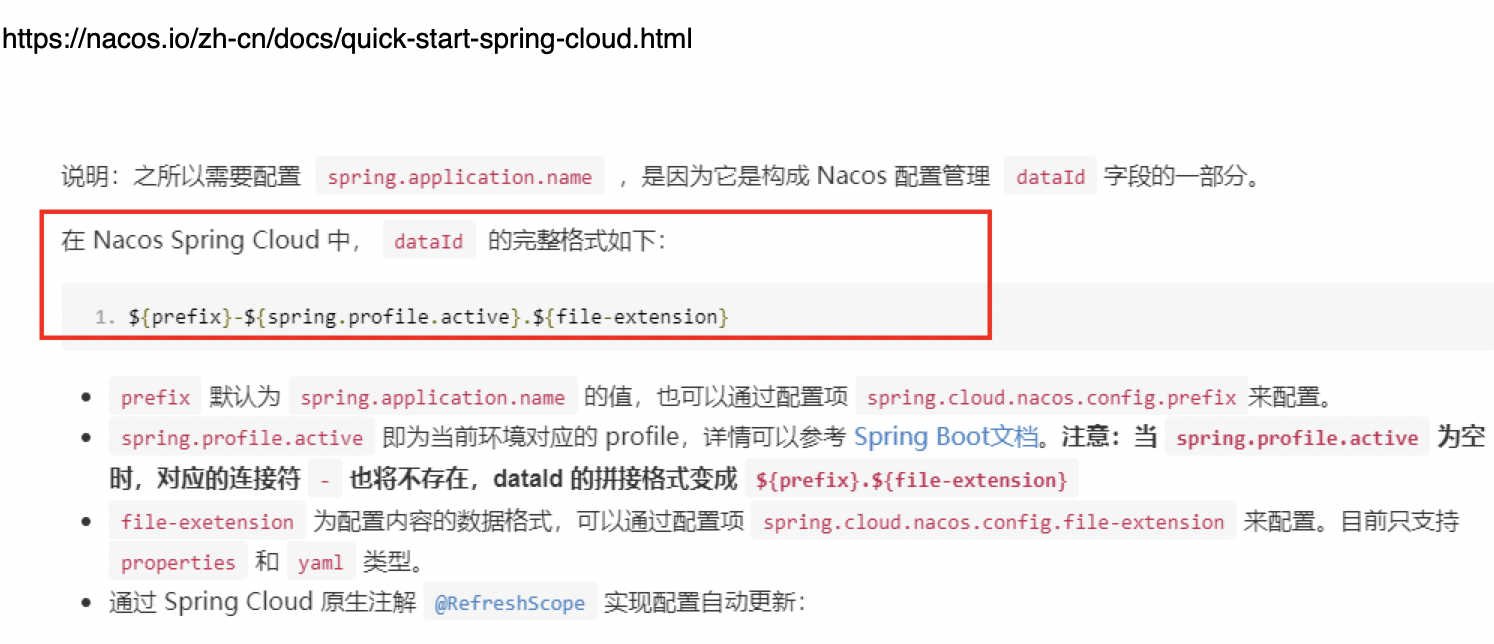 https://nacos.io/zh-cn/docs/quick-start-spring-cloud.html
说明：之所以需要配置 spring.application.name ，是因为它是构成 Nacos 配置管理 dataId 字段的一部分。
在 Nacos Spring Cloud 中， dataId 的完整格式如下：
1. ${prefix}-${spring.profile.active}.${file-extension}
• prefix 默认为 spring.application.name 的值，也可以通过配置项 spring.cloud.nacos.config.prefix 来配置。
• spring.profile.active 即为当前环境对应的 profile，详情可以参考 Spring Boot文档。注意：当 spring.profile.active 为空
时，对应的连接符 - 也将不存在，dataId 的拼接格式变成 ${prefix}.${file-extension}
• file-exetension 为配置内容的数据格式，可以通过配置项 spring.cloud.nacos.config.file-extension 来配置。目前只支持
properties 和 yaml 类型。
• 通过 Spring Cloud 原生注解 @RefreshScope 实现配置自动更新：